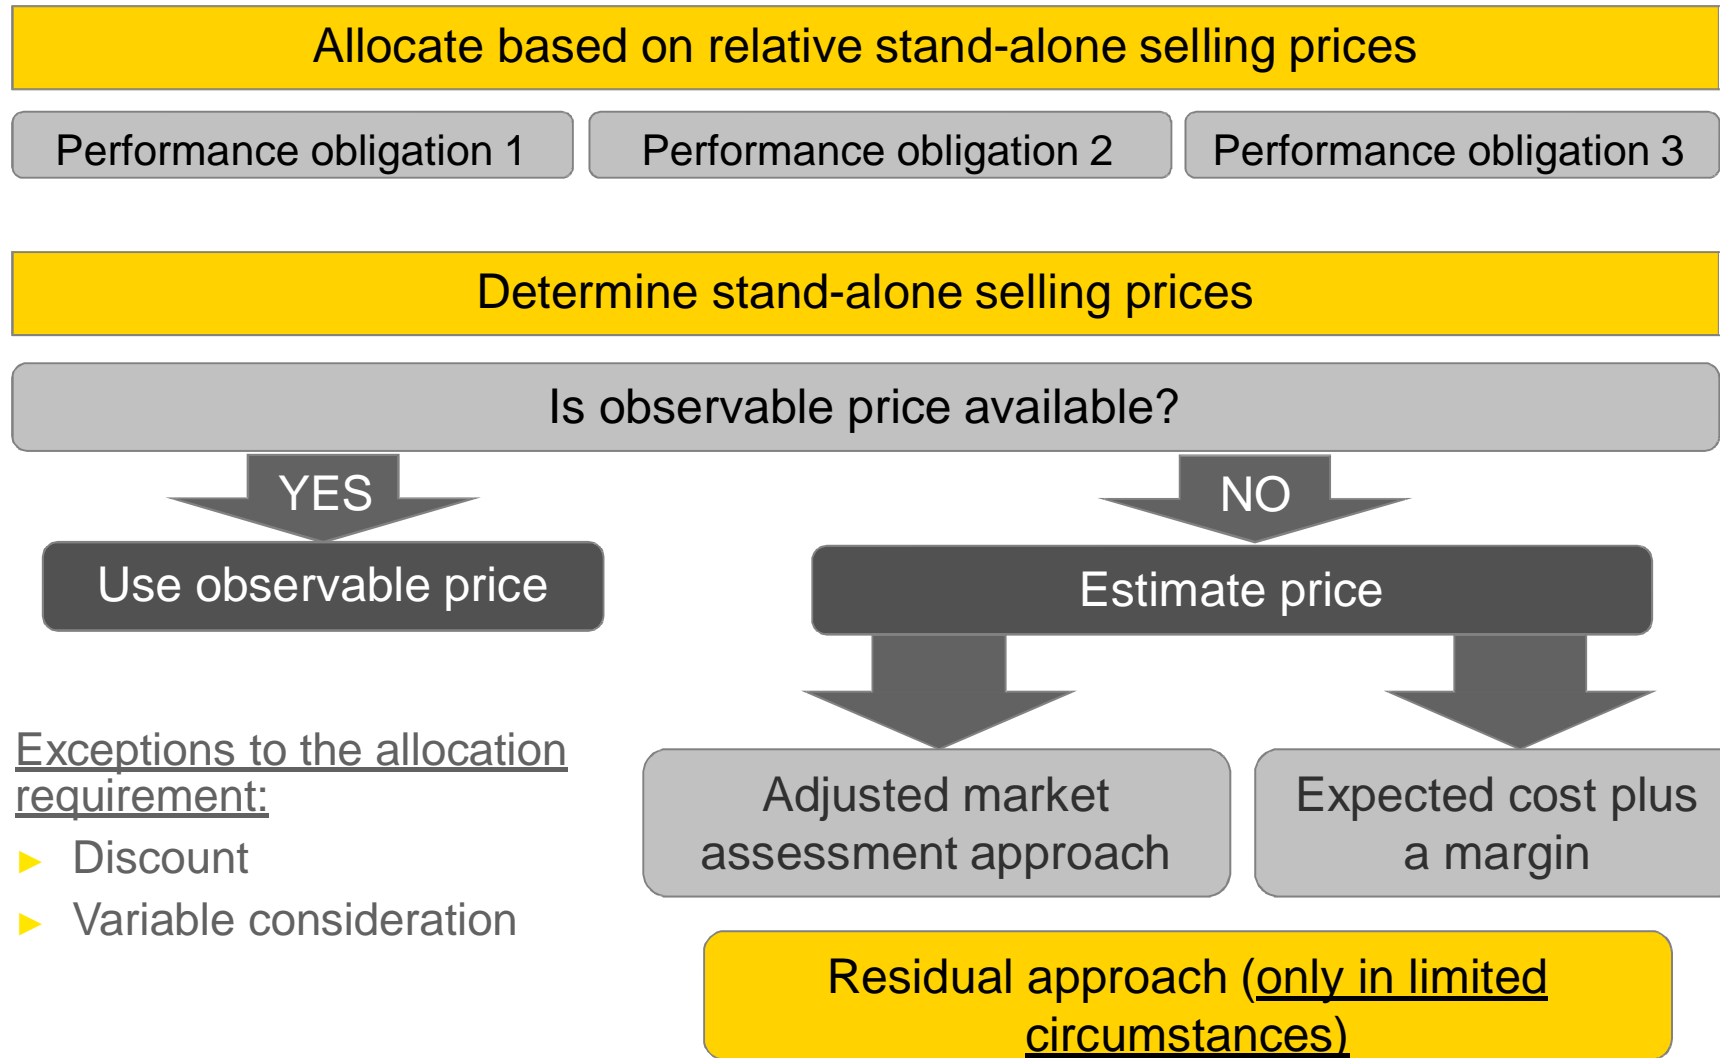 Allocate based on relative stand-alone selling prices
Performance obligation 1
Performance obligation 2
Performance obligation 3
Determine stand-alone selling prices
Is observable price available?
YES
NO
Use observable price
Estimate price
Exceptions to the allocation
requirement:
► Discount
► Variable consideration
Adjusted market
assessment approach
Expected cost plus
a margin
Residual approach (only in limited
circumstances)